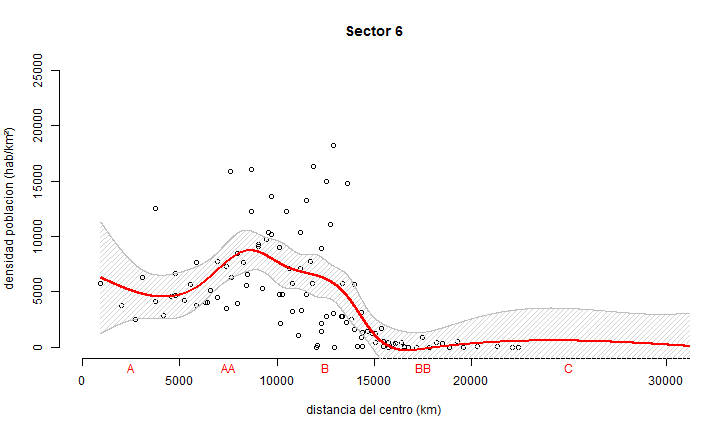 Sector 6
densidad poblacion (hab/km²)
25000
20000
15000
10000
5000
0
0 5000 10000 15000 20000 30000
A AA B BB C
distancia del centro (km)